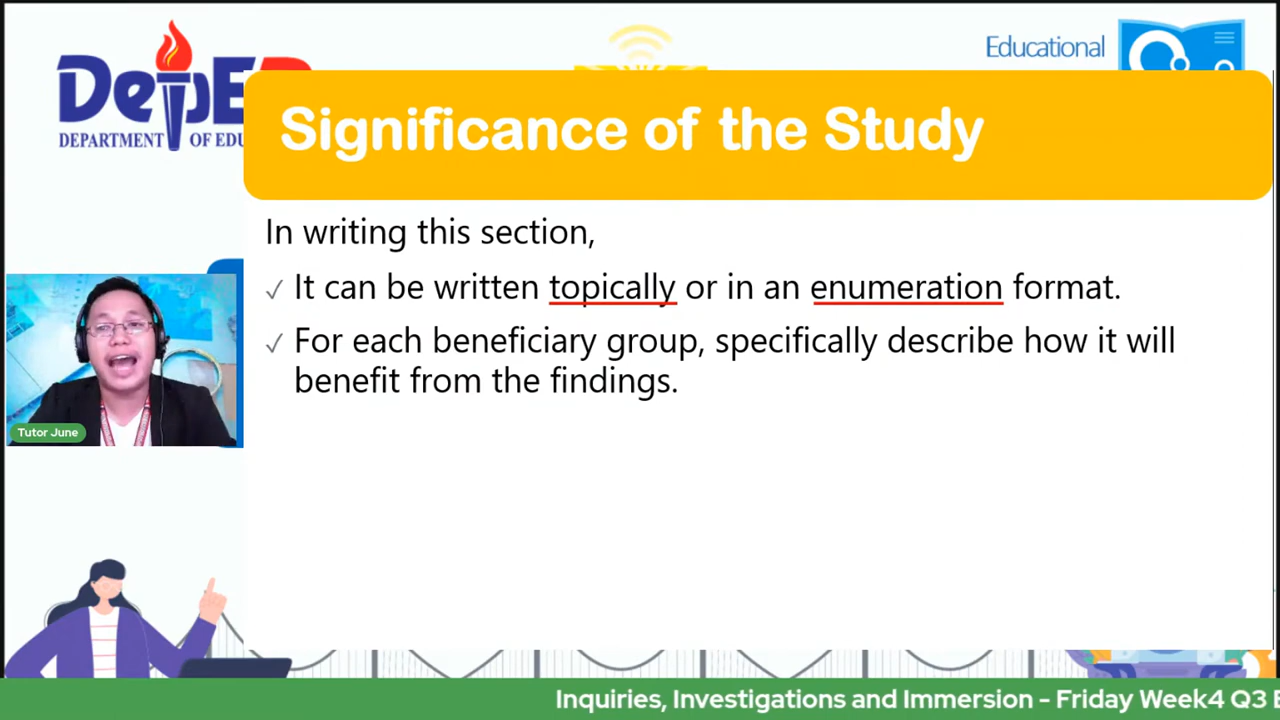 DepED
DEPARTMENT OF EDU
Educational
Significance of the Study
In writing this section,
✓ It can be written topically or in an enumeration format.
✓ For each beneficiary group, specifically describe how it will
benefit from the findings.
Tutor June
Inquiries, Investigations and Immersion - Friday Week4 Q3 E